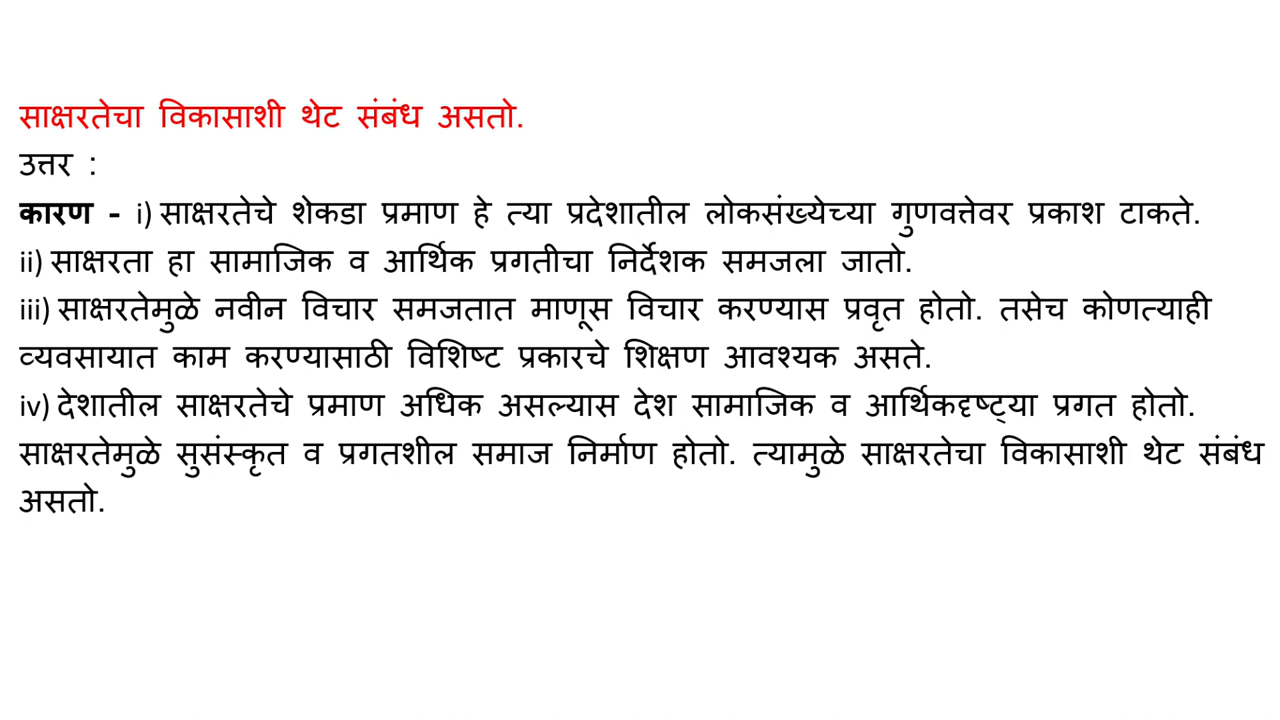 साक्षरतेचा विकासाशी थेट संबंध असतो.
उत्तर :
कारण - i) साक्षरतेचे शेकडा प्रमाण हे त्या प्रदेशातील लोकसंख्येच्या गुणवत्तेवर प्रकाश टाकते.
ii) साक्षरता हा सामाजिक व आर्थिक प्रगतीचा निर्देशक समजला जातो.
iii) साक्षरतेमुळे नवीन विचार समजतात माणूस विचार करण्यास प्रवृत होतो. तसेच कोणत्याही
व्यवसायात काम करण्यासाठी विशिष्ट प्रकारचे शिक्षण आवश्यक असते.
iv) देशातील साक्षरतेचे प्रमाण अधिक असल्यास देश सामाजिक व आर्थिकदृष्ट्या प्रगत होतो.
साक्षरतेमुळे सुसंस्कृत व प्रगतशील समाज निर्माण होतो. त्यामुळे साक्षरतेचा विकासाशी थेट संबंध
असतो.